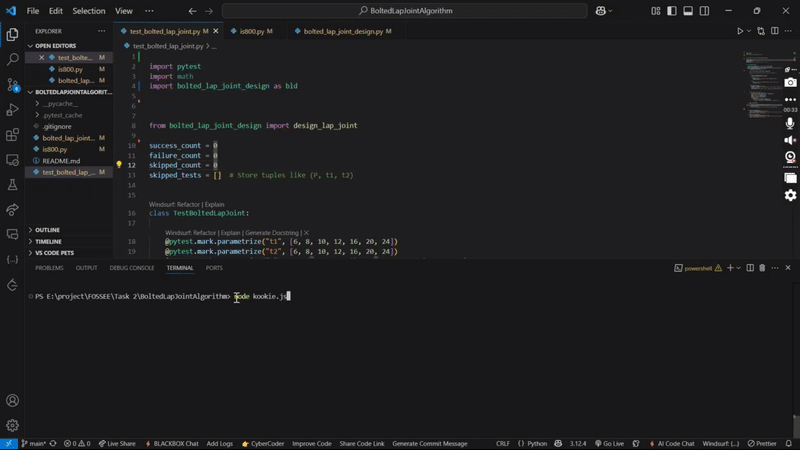 File Edit Selection View ···
BoltedLapJointAlgorithm
EXPLORER
OPEN EDITORS
test_bolte... M
is800.py M
bolted_lap... M
BOLTEDLAPJOINTALGORI...
__pycache__
pytest_cache
.gitignore
bolted_lap_joint... M
is800.py M
README.md
test_bolted_lap_... M
OUTLINE
TIMELINE
VS CODE PETS
test_bolted_lap_joint.py M
is800.py M
bolted_lap_joint_design.py M
test_bolted_lap_joint.py > ...
1
2 import pytest
3 import math
4 import bolted_lap_joint_design as bld
5
6
8
9 from bolted_lap_joint_design import design_lap_joint
10 success_count = 0
11 failure_count = 0
12 skipped_count = 0
13 skipped_tests = [] # Store tuples like (P, t1, t2)
14
15
Windsurf: Refactor | Explain
16 class TestBoltedLapJoint:
17
Windsurf: Refactor | Explain | Generate Docstring | X
18 @pytest.mark.parametrize("t1", [6, 8, 10, 12, 16, 20, 24])
19 @pytest.mark.parametrize("t2", [6, 8, 10, 12, 16, 20, 24])
00:33
PROBLEMS OUTPUT DEBUG CONSOLE TERMINAL PORTS
powershell
PS E:\project\FOSSEE\Task 2\BoltedLapJointAlgorithm> node kookie.js
main* 0 0 Live Share BLACKBOX Chat Add Logs CyberCoder Improve Code Share Code Link Generate Commit Message CRLF Python 3.12.4 Go Live AI Code Chat Windsurf: {...} Prettier